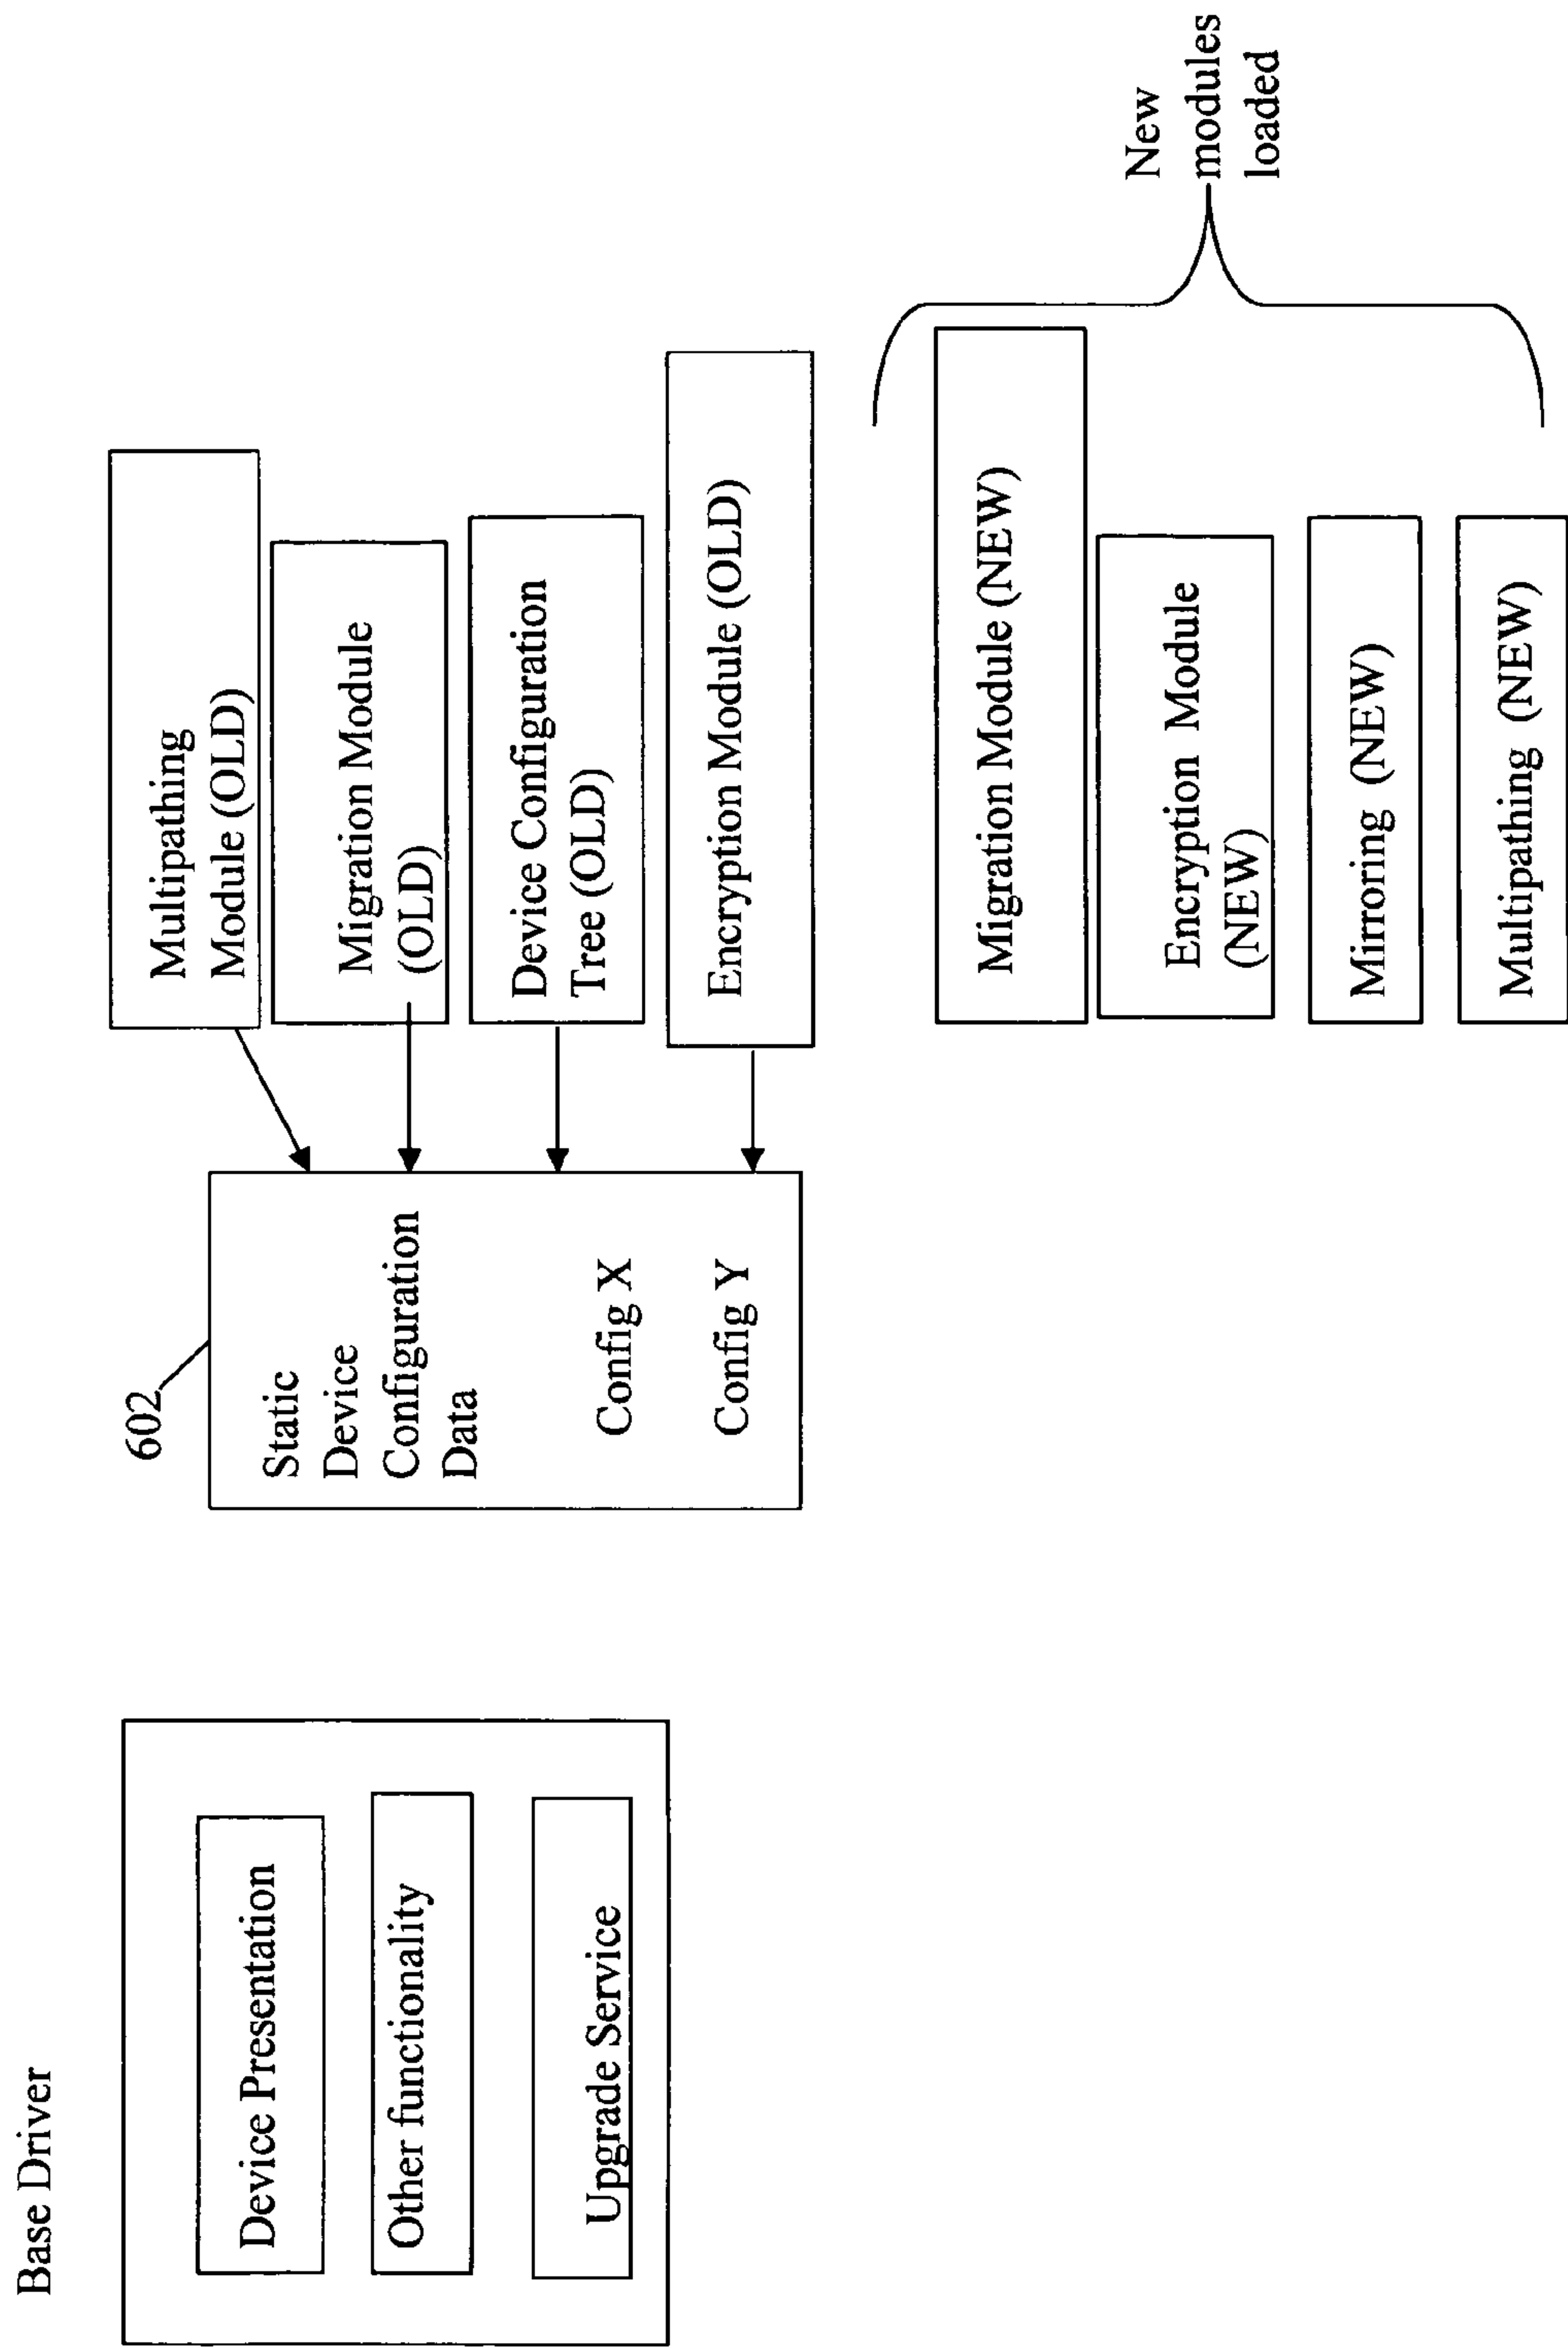 Base Driver
Device Presentation
Other functionality
Upgrade Service
602
Static
Device
Configuration
Data
Config X
Config Y
Multipathing
Module (OLD)
Migration Module
(OLD)
Device Configuration
Tree (OLD)
Encryption Module (OLD)
Migration Module (NEW)
Encryption Module
(NEW)
Mirroring (NEW)
Multipathing (NEW)
New
modules
loaded